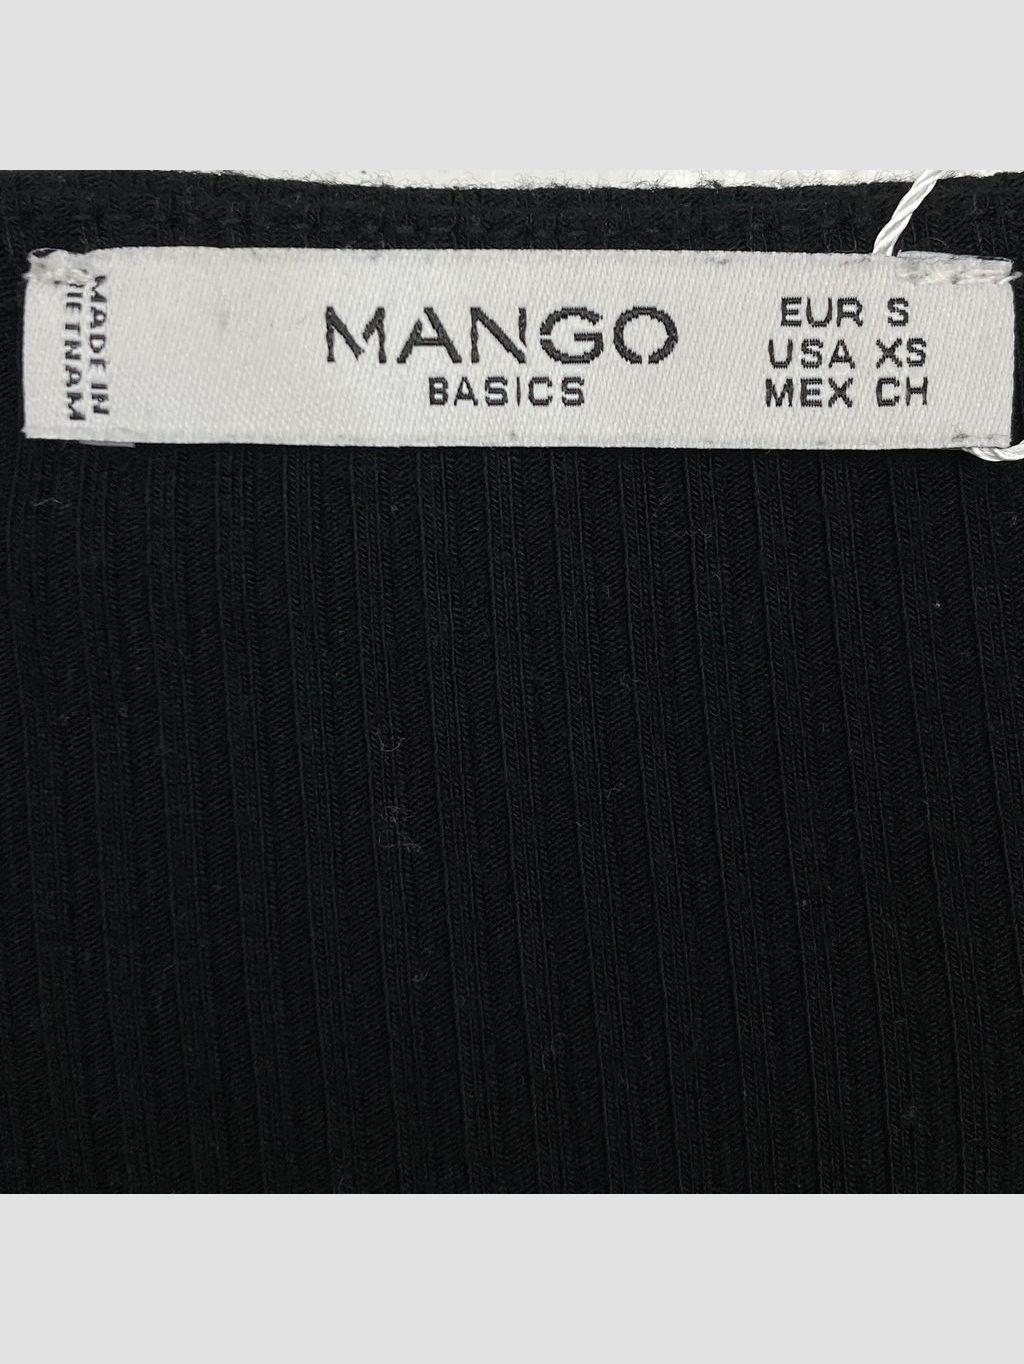 MADE IN
VIETNAM
MANGO
BASICS
EUR S
USA XS
MEX CH